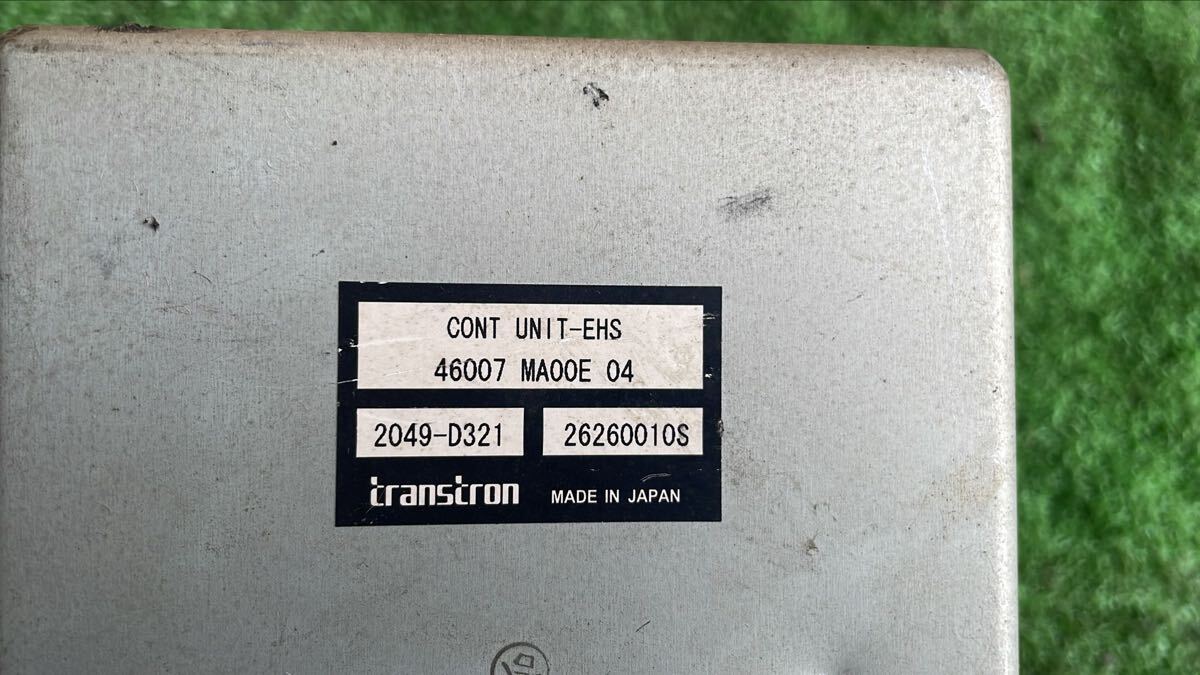 CONT UNIT-EHS
46007 MA00E 04
2049-D321 26260010S
transtron MADE IN JAPAN